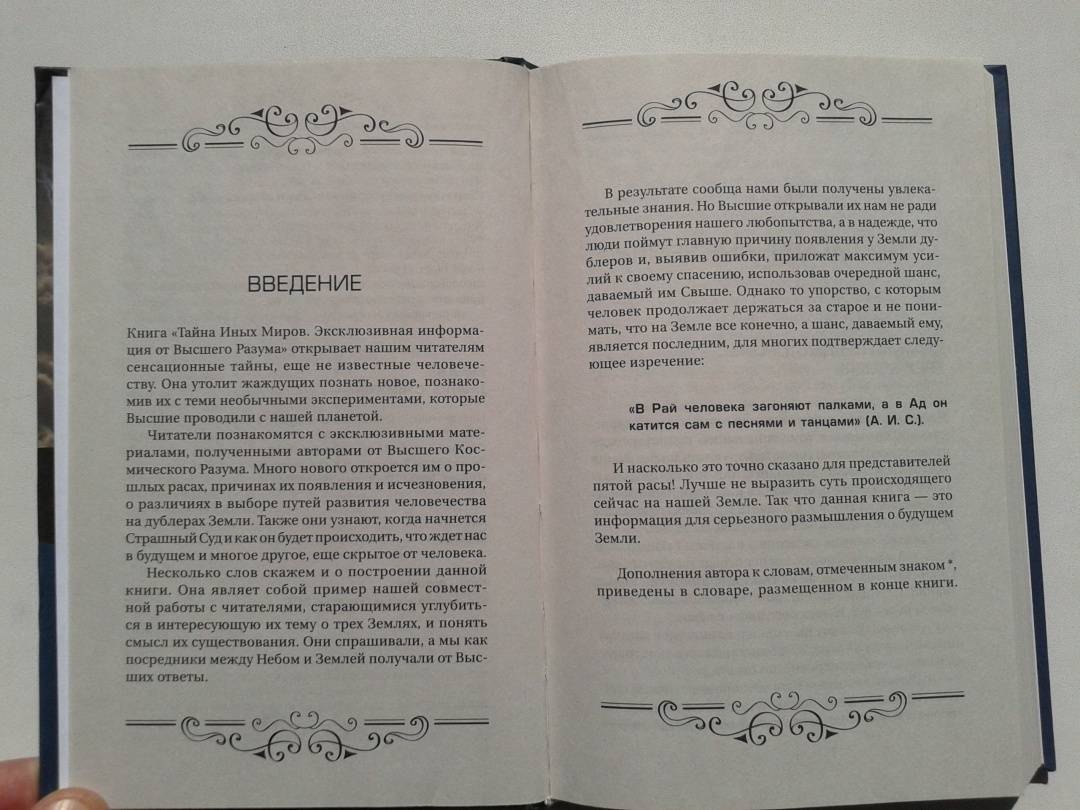 ВВЕДЕНИЕ
Книга «Тайна Иных Миров. Эксклюзивная информа-
ция от Высшего Разума» открывает нашим читателям
сенсационные тайны, еще не известные человече-
ству. Она утолит жаждущих познать новое, познако-
мив их с теми необычными экспериментами, которые
Высшие проводили с нашей планетой.
Читатели познакомятся с эксклюзивными мате-
риалами, полученными авторами от Высшего Кос-
мического Разума. Много нового откроется им о про-
шлых расах, причинах их появления и исчезновения,
о различиях в выборе путей развития человечества
на дублерах Земли. Также они узнают, когда начнется
Страшный Суд и как он будет происходить, что ждет нас
в будущем и многое другое, еще скрытое от человека.
Несколько слов скажем и о построении данной
книги. Она являет собой пример нашей совмест-
ной работы с читателями, старающимися углубить-
ся в интересующую их тему о трех Землях, и понять
смысл их существования. Они спрашивали, а мы как
посредники между Небом и Землей получали от Выс-
ших ответы.
В результате сообща нами были получены увлека-
тельные знания. Но Высшие открывали их нам не ради
удовлетворения нашего любопытства, а в надежде, что
люди поймут главную причину появления у Земли ду-
блеров и, выявив ошибки, приложат максимум уси-
лий к своему спасению, использовав очередной шанс,
даваемый им Свыше. Однако то упорство, с которым
человек продолжает держаться за старое и не пони-
мать, что на Земле все конечно, а шанс, даваемый ему,
является последним, для многих подтверждает следу-
ющее изречение:
«В Рай человека загоняют палками, а в Ад он
катится сам с песнями и танцами» (А. И. С.).
И насколько это точно сказано для представителей
пятой расы! Лучше не выразить суть происходящего
сейчас на нашей Земле. Так что данная книга — это
информация для серьезного размышления о будущем
Земли.
Дополнения автора к словам, отмеченным знаком *,
приведены в словаре, размещенном в конце книги.